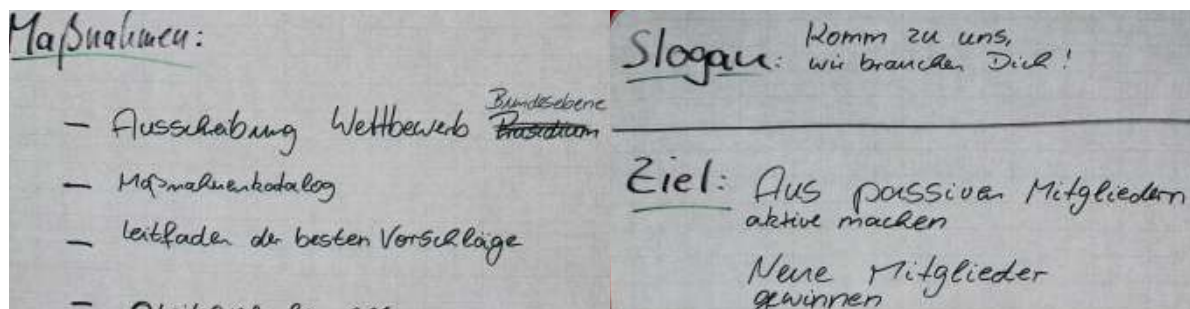 Maßnahmen:
Bundesebene
– Ausscheibung Wettbewerb Präsidium
– Maßnahmenkatalog
– Leitfaden der besten Vorschläge
–
Slogan: Komm zu uns,
wir brauchen Dich!
Ziel: Aus passiven Mitgliedern
aktive machen
Neue Mitglieder
gewinnen